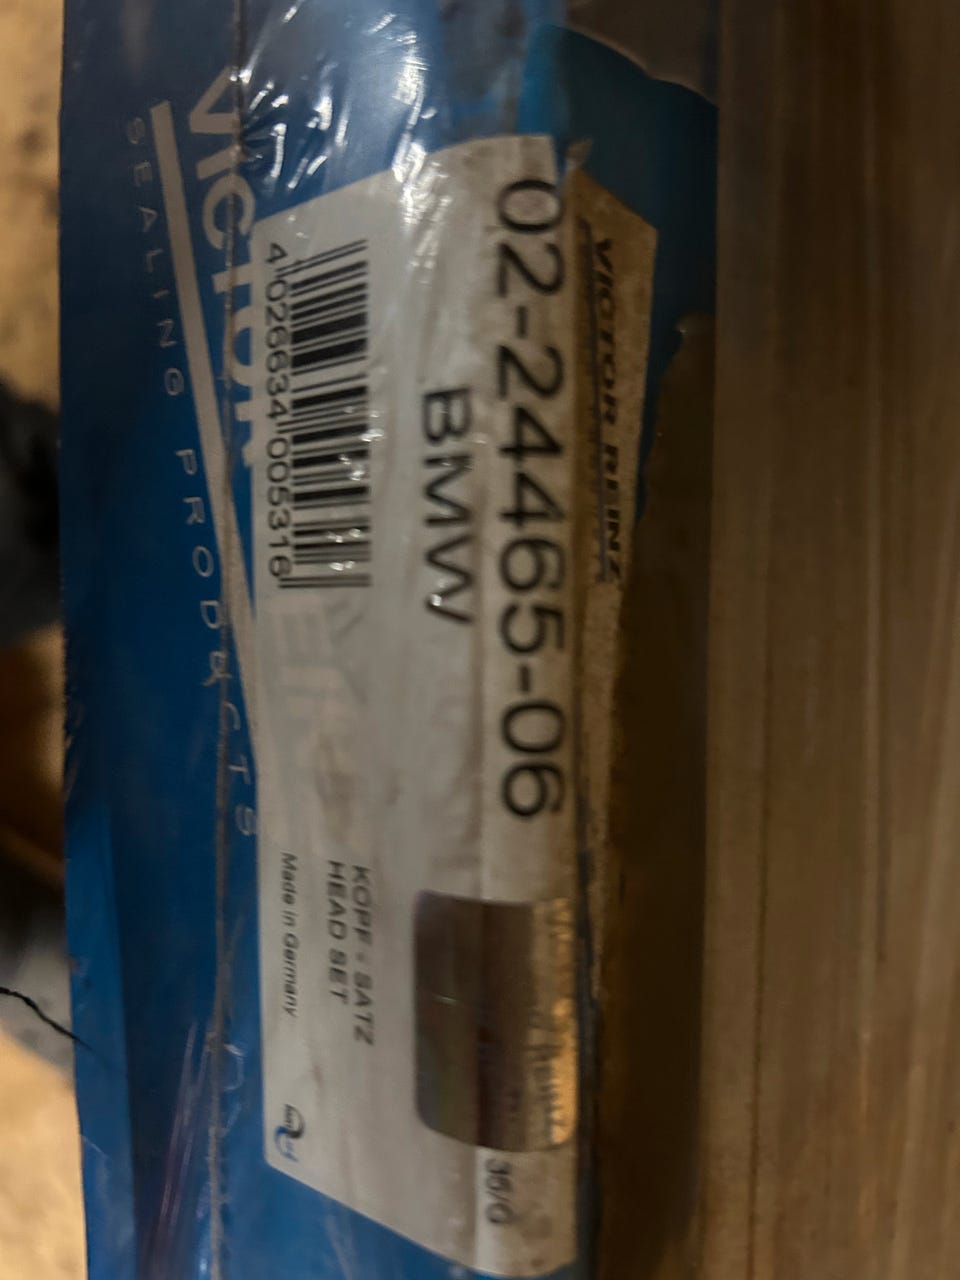 VICTOR REINZ
02-24465-06
BMW
4 026634 005316
KOPF - SATZ
HEAD SET
Made in Germany
36/G
VICTOR
SEALING PRODUCTS